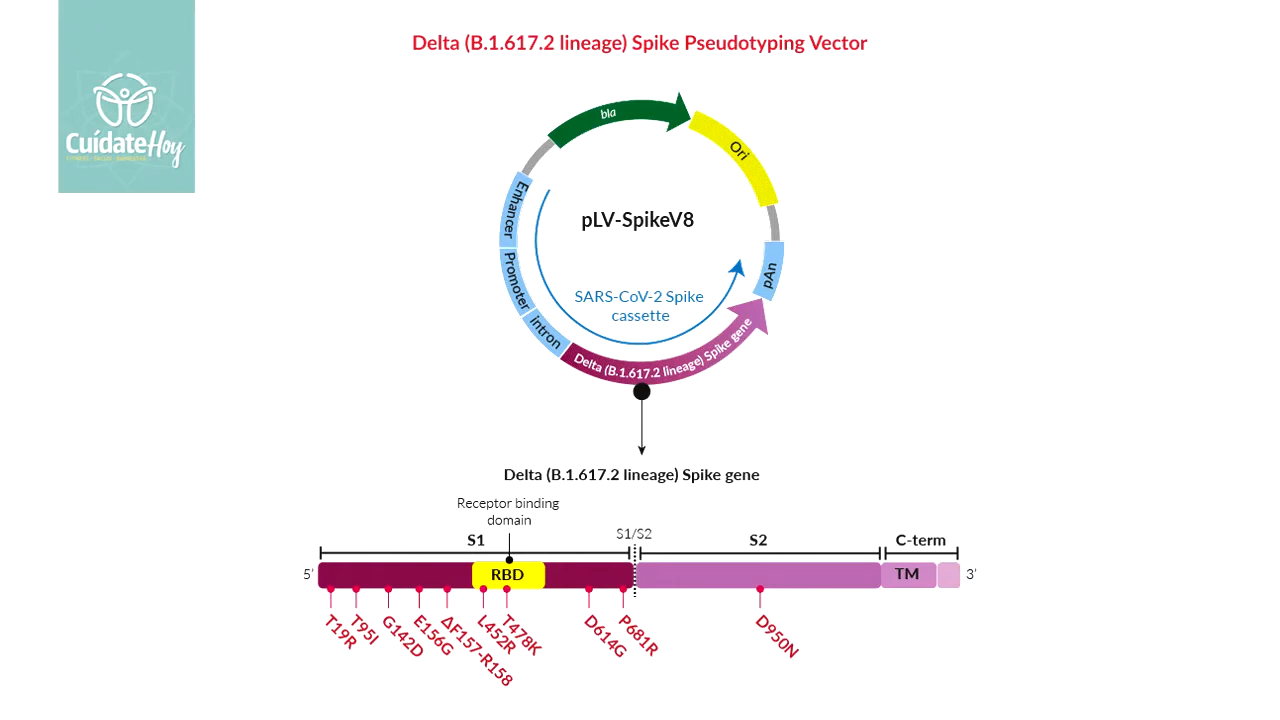 Delta (B.1.617.2 lineage) Spike Pseudotyping Vector
CuídateHoy
bla
Ori
Enhancer
pLV-SpikeV8
Promoter
pAn
SARS-CoV-2 Spike
cassette
intron
Delta (B.1.617.2 lineage) Spike gene
Delta (B.1.617.2 lineage) Spike gene
Receptor binding
domain
S1
S1/S2
S2
C-term
5’
RBD
TM
3’
T19R
T95I
G142D
E156G
ΔF157-R158
L452R
T478K
D614G
P681R
D950N